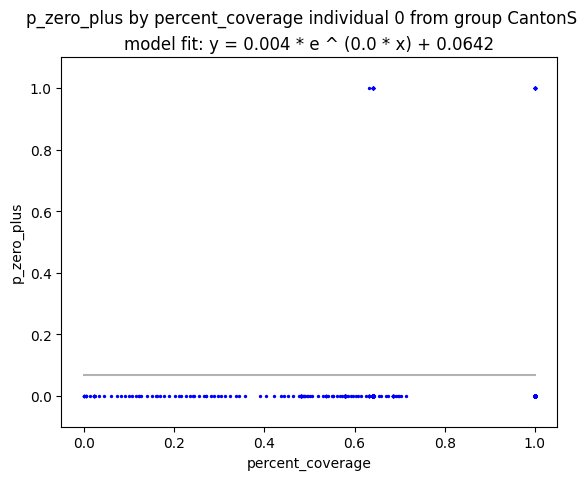 p_zero_plus by percent_coverage individual 0 from group CantonS
model fit: y = 0.004 * e ^ (0.0 * x) + 0.0642
1.0
0.8
0.6
0.4
0.2
0.0
p_zero_plus
0.0 0.2 0.4 0.6 0.8 1.0
percent_coverage